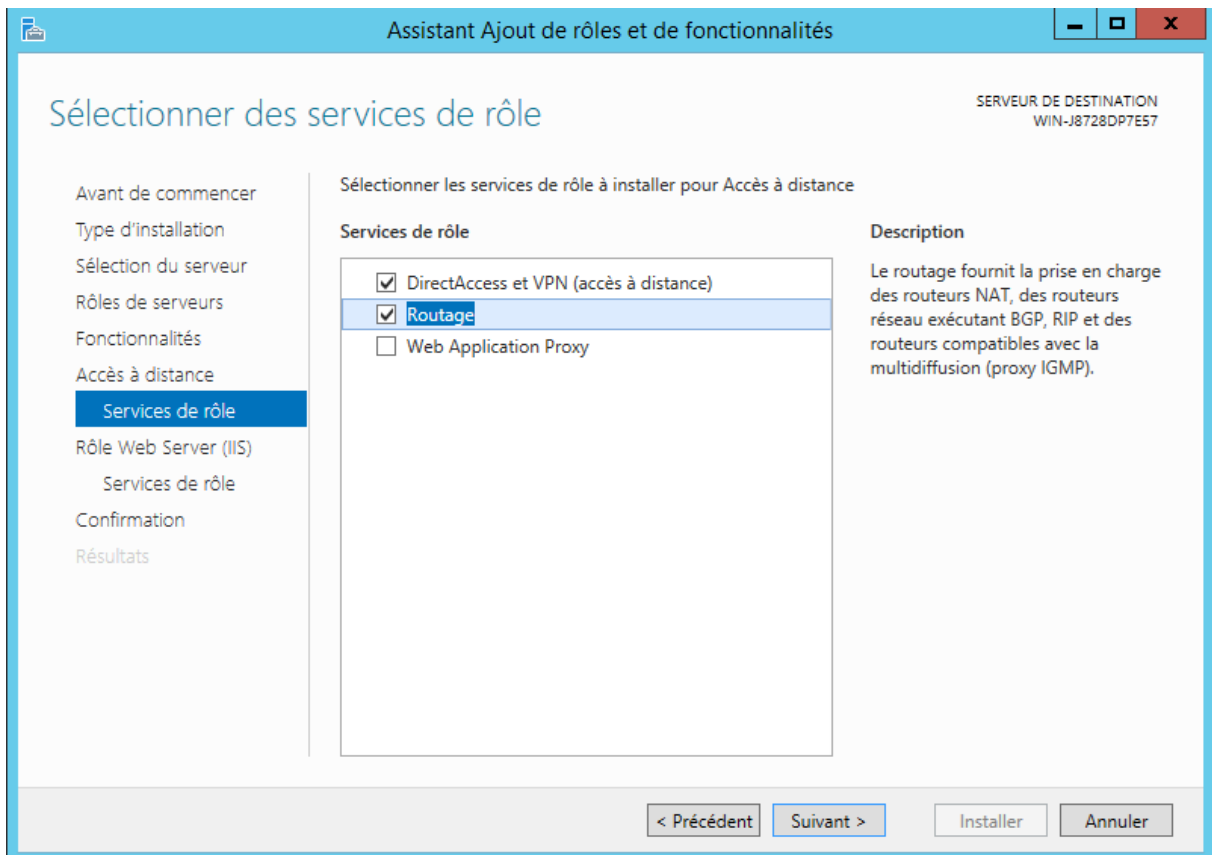 Assistant Ajout de rôles et de fonctionnalités
Sélectionner des services de rôle
SERVEUR DE DESTINATION
WIN-J8728DP7E57
Avant de commencer
Type d'installation
Sélection du serveur
Rôles de serveurs
Fonctionnalités
Accès à distance
Services de rôle
Rôle Web Server (IIS)
Services de rôle
Confirmation
Résultats
Sélectionner les services de rôle à installer pour Accès à distance
Services de rôle
DirectAccess et VPN (accès à distance)
Routage
Web Application Proxy
Description
Le routage fournit la prise en charge
des routeurs NAT, des routeurs
réseau exécutant BGP, RIP et des
routeurs compatibles avec la
multidiffusion (proxy IGMP).
< Précédent
Suivant >
Installer
Annuler